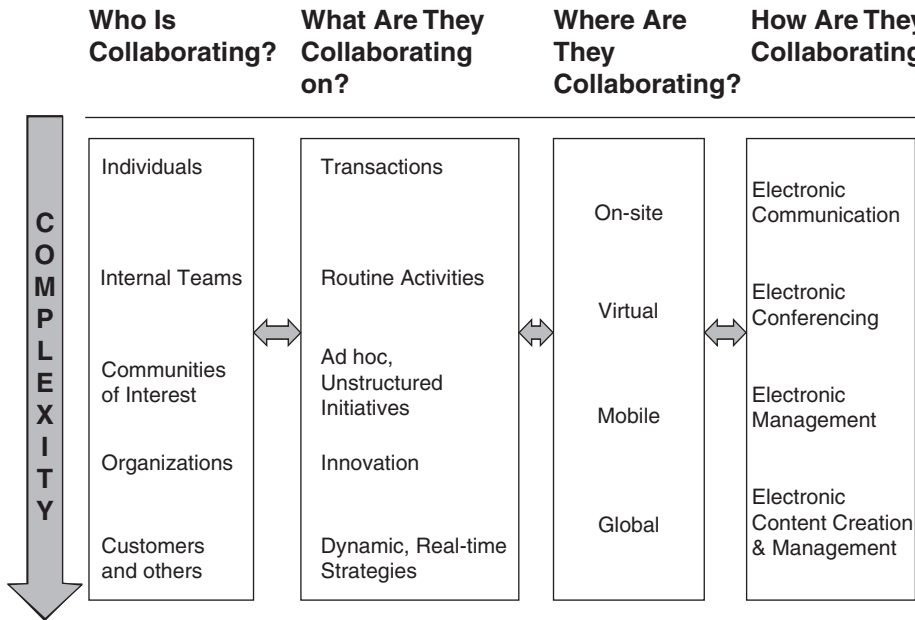 Who Is
Collaborating?
What Are They
Collaborating
on?
Where Are
They
Collaborating?
How Are They
Collaborating
COMPLEXITY
Individuals
Internal Teams
Communities
of Interest
Organizations
Customers
and others
Transactions
Routine Activities
Ad hoc,
Unstructured
Initiatives
Innovation
Dynamic, Real-time
Strategies
On-site
Virtual
Mobile
Global
Electronic
Communication
Electronic
Conferencing
Electronic
Management
Electronic
Content Creation
& Management